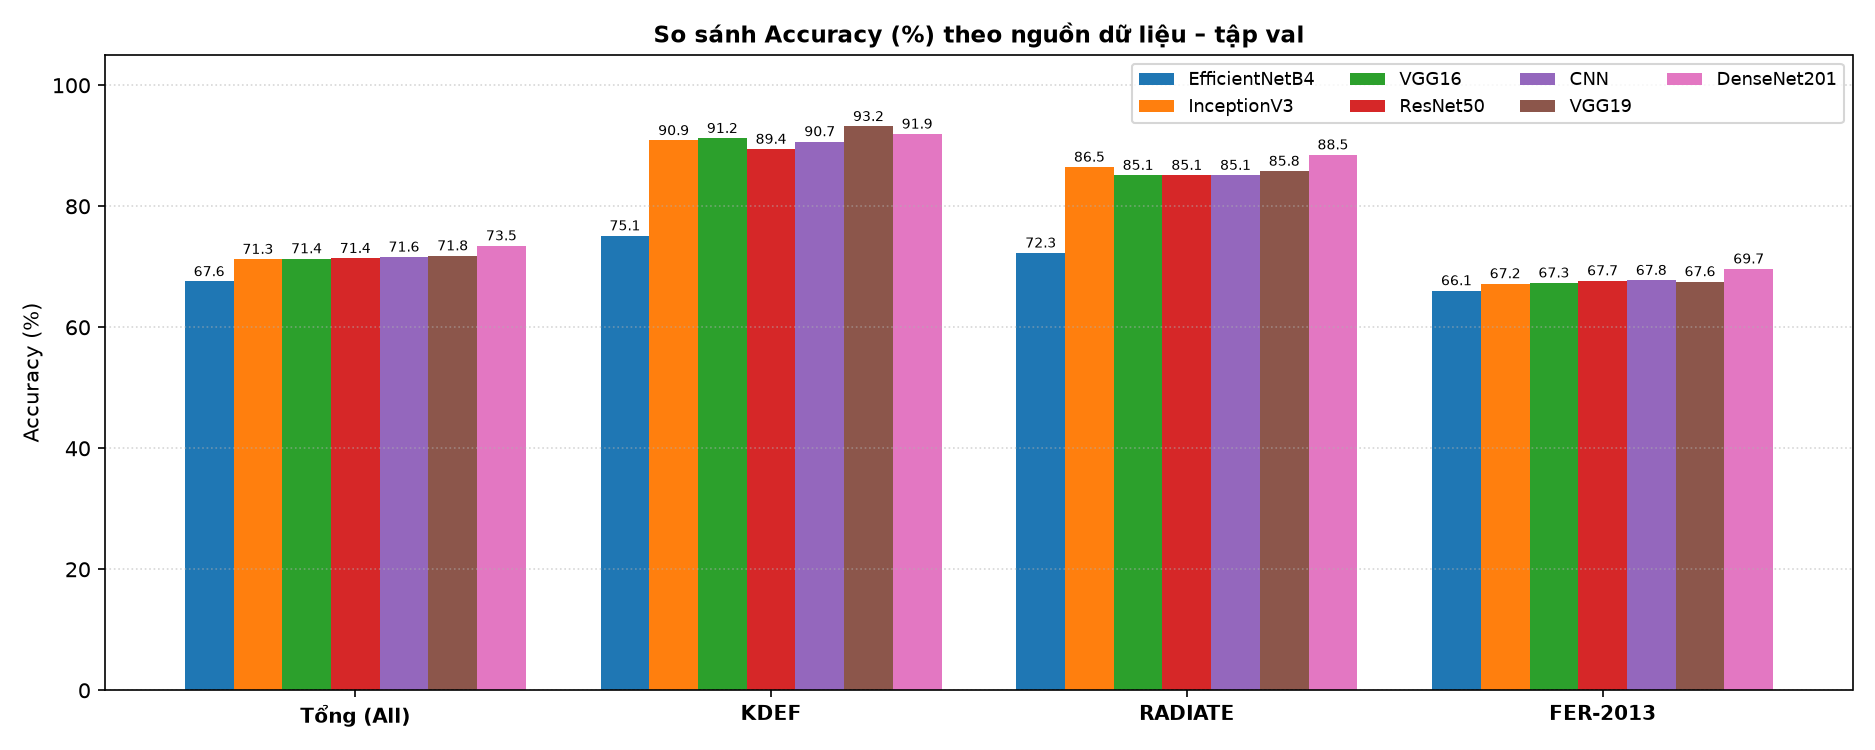 So sánh Accuracy (%) theo nguồn dữ liệu – tập val
EfficientNetB4 VGG16 CNN DenseNet201
InceptionV3 ResNet50 VGG19
Accuracy (%)
100
80
60
40
20
0
67.6 71.3 71.4 71.4 71.6 71.8 73.5
75.1 90.9 91.2 89.4 90.7 93.2 91.9
72.3 86.5 85.1 85.1 85.1 85.8 88.5
66.1 67.2 67.3 67.7 67.8 67.6 69.7
Tổng (All) KDEF RADIATE FER-2013